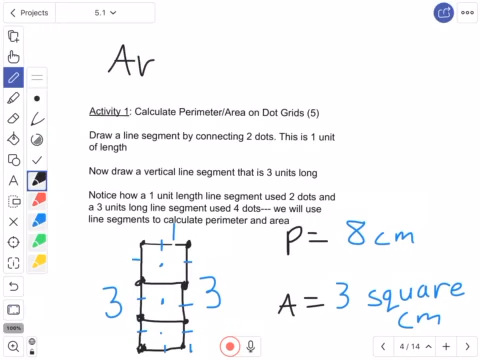 Projects
5.1
Ar
Activity 1: Calculate Perimeter/Area on Dot Grids (5)
Draw a line segment by connecting 2 dots. This is 1 unit
of length
Now draw a vertical line segment that is 3 units long
Notice how a 1 unit length line segment used 2 dots and
a 3 units long line segment used 4 dots--- we will use
line segments to calculate perimeter and area
1
P = 8 cm
3
3
A = 3 square
cm
1
A
100%
4 / 14